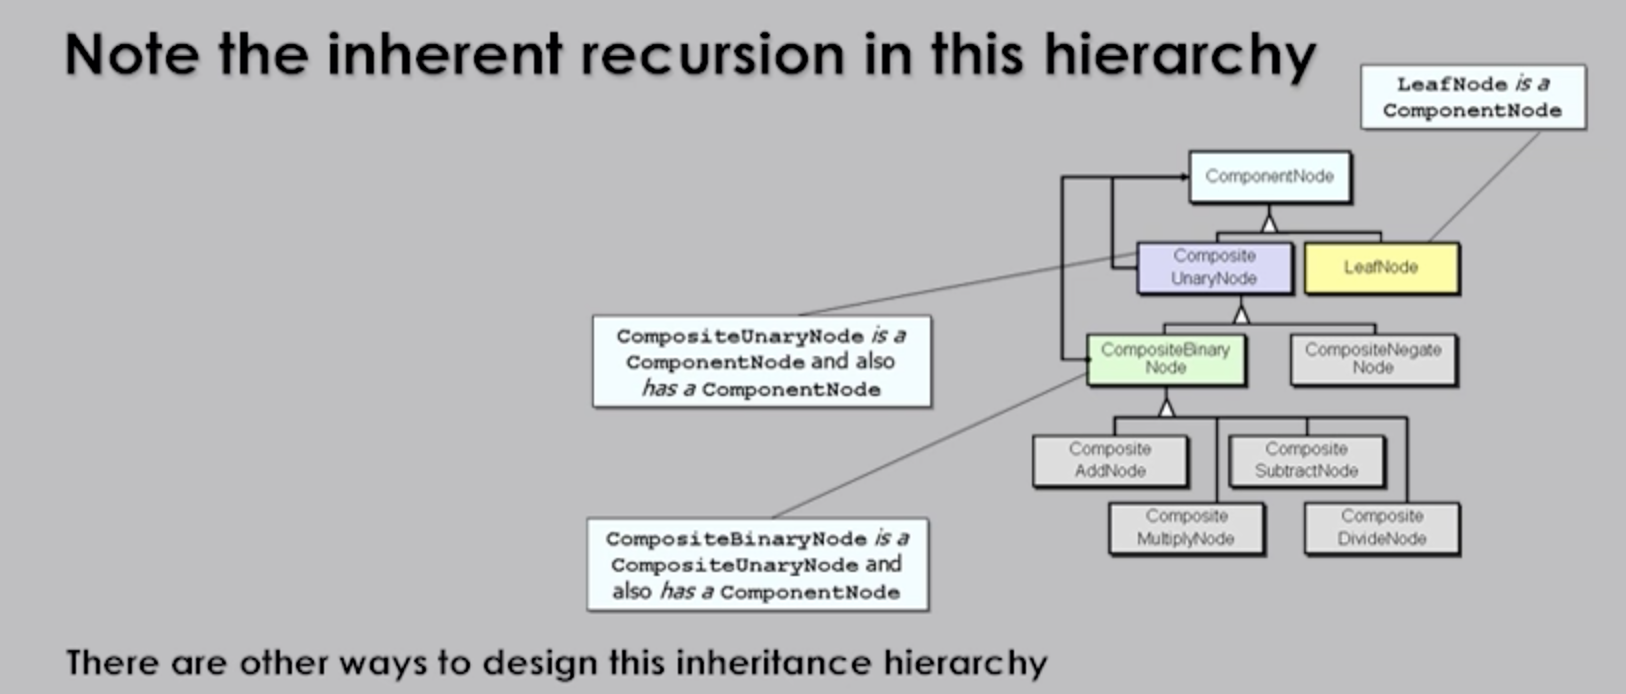 Note the inherent recursion in this hierarchy
LeafNode is a
ComponentNode
ComponentNode
Composite
UnaryNode
LeafNode
CompositeUnaryNode is a
ComponentNode and also
has a ComponentNode
CompositeBinary
Node
CompositeNegate
Node
Composite
AddNode
Composite
SubtractNode
Composite
MultiplyNode
Composite
DivideNode
CompositeBinaryNode is a
CompositeUnaryNode and
also has a ComponentNode
There are other ways to design this inheritance hierarchy